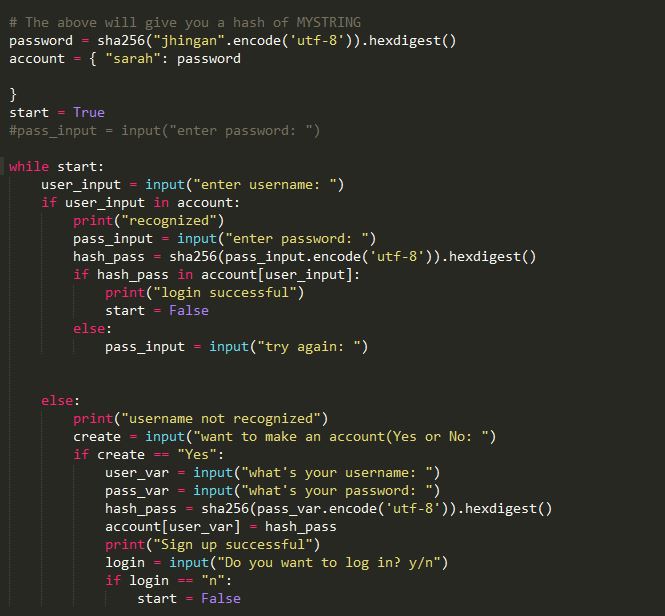 # The above will give you a hash of MYSTRING
password = sha256("jhingan".encode('utf-8')).hexdigest()
account = { "sarah": password
}
start = True
#pass_input = input("enter password: ")
while start:
    user_input = input("enter username: ")
    if user_input in account:
        print("recognized")
        pass_input = input("enter password: ")
        hash_pass = sha256(pass_input.encode('utf-8')).hexdigest()
        if hash_pass in account[user_input]:
            print("login successful")
            start = False
        else:
            pass_input = input("try again: ")
    else:
        print("username not recognized")
        create = input("want to make an account(Yes or No: ")
        if create == "Yes":
            user_var = input("what's your username: ")
            pass_var = input("what's your password: ")
            hash_pass = sha256(pass_var.encode('utf-8')).hexdigest()
            account[user_var] = hash_pass
            print("Sign up successful")
            login = input("Do you want to log in? y/n")
            if login == "n":
                start = False